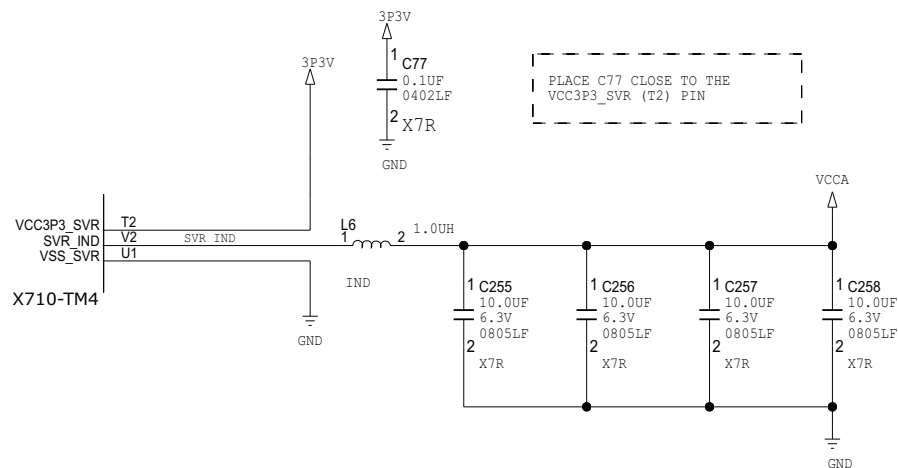 3P3V
1 C77
0.1UF
0402LF
2 X7R
GND
PLACE C77 CLOSE TO THE
VCC3P3_SVR (T2) PIN
3P3V
VCCA
VCC3P3_SVR T2
SVR_IND V2 SVR IND
VSS_SVR U1
X710-TM4
L6
1 2 1.0UH
IND
GND
1 C255
10.0UF
6.3V
0805LF
2 X7R
1 C256
10.0UF
6.3V
0805LF
2 X7R
1 C257
10.0UF
6.3V
0805LF
2 X7R
1 C258
10.0UF
6.3V
0805LF
2 X7R
GND